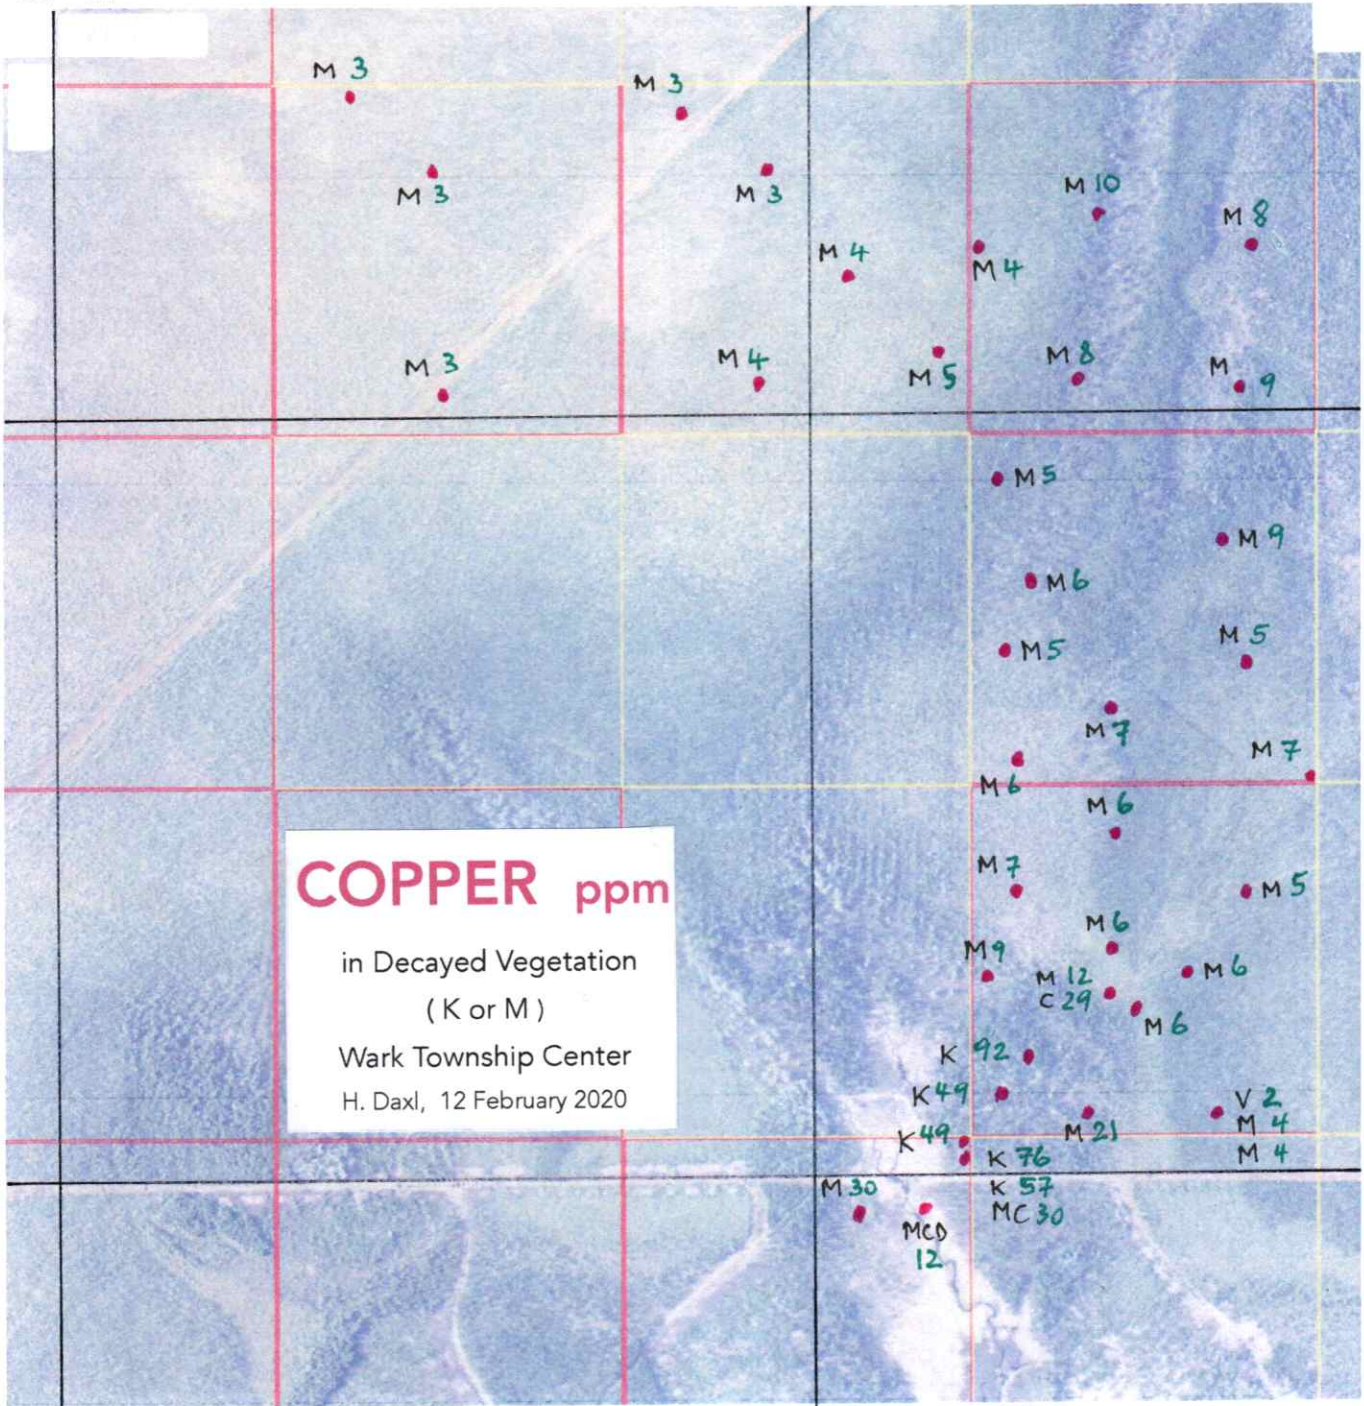 M 3
M 3
M 3
M 3
M 10
M 8
M 4
M 4
M 3
M 4
M 5
M 8
M 9
M 5
M 9
M 6
M 5
M 5
M 7
M 7
M 6
M 6
COPPER ppm
in Decayed Vegetation
( K or M )
Wark Township Center
H. Daxl, 12 February 2020
M 7
M 5
M 6
M 9
M 12
C 29
M 6
M 6
K 92
K 49
V 2
M 4
M 21
K 49
K 76
M 4
M 30
K 57
MC 30
MCD
12